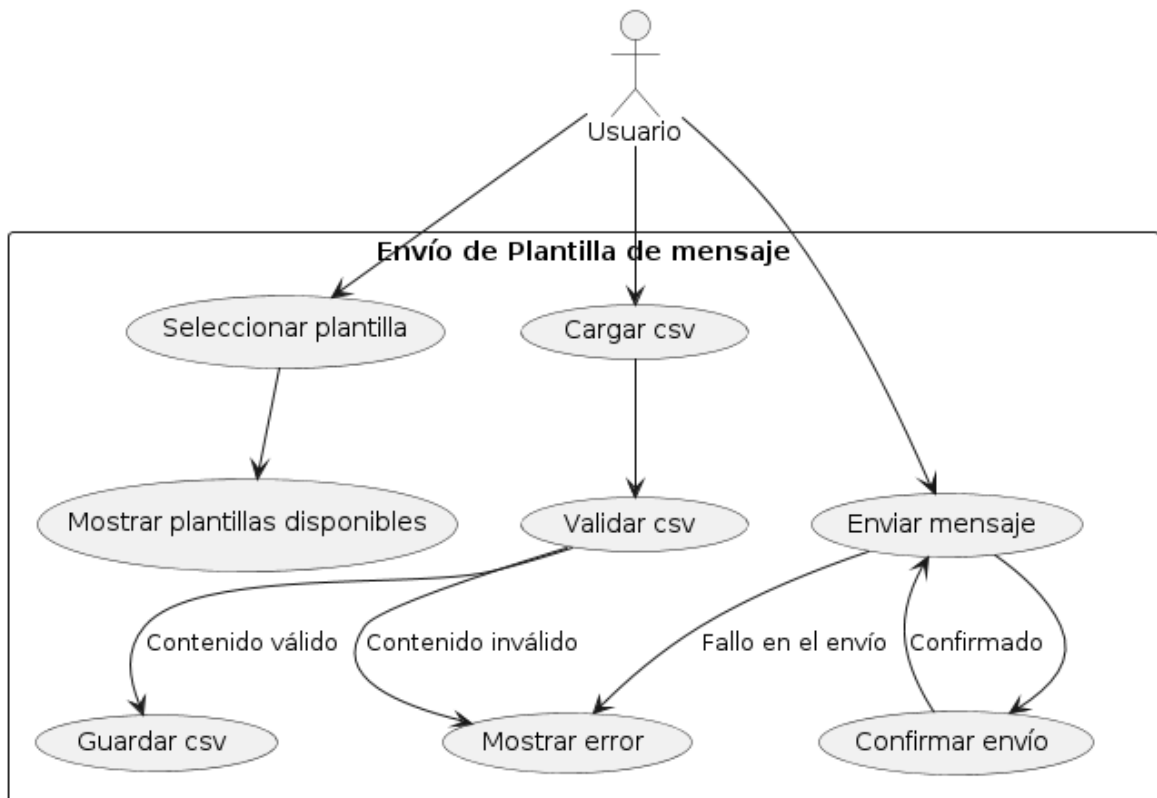 Usuario
Envío de Plantilla de mensaje
Seleccionar plantilla
Cargar csv
Mostrar plantillas disponibles
Validar csv
Enviar mensaje
Contenido válido
Contenido inválido
Fallo en el envío
Confirmado
Guardar csv
Mostrar error
Confirmar envío